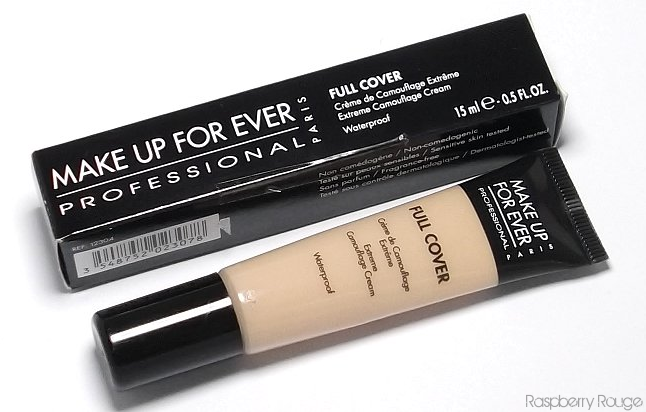 MAKE UP FOR EVER
PROFESSIONAL
PARIS
FULL COVER
Crème de Camouflage Extrême
Extreme Camouflage Cream
Waterproof
15 ml e - 0.5 FL.OZ.
Non comédogène / Non-comedogenic
Testé sur peaux sensibles / Sensitive skin tested
Sans parfum / Fragrance-free
Testé sous contrôle dermatologique / Dermatologist-tested
REF. 12304
3 548752 023078
MAKE UP
FOR EVER
PROFESSIONAL
PARIS
FULL COVER
Crème de Camouflage
Extrême
Extreme
Camouflage Cream
Waterproof
Raspberry Rouge